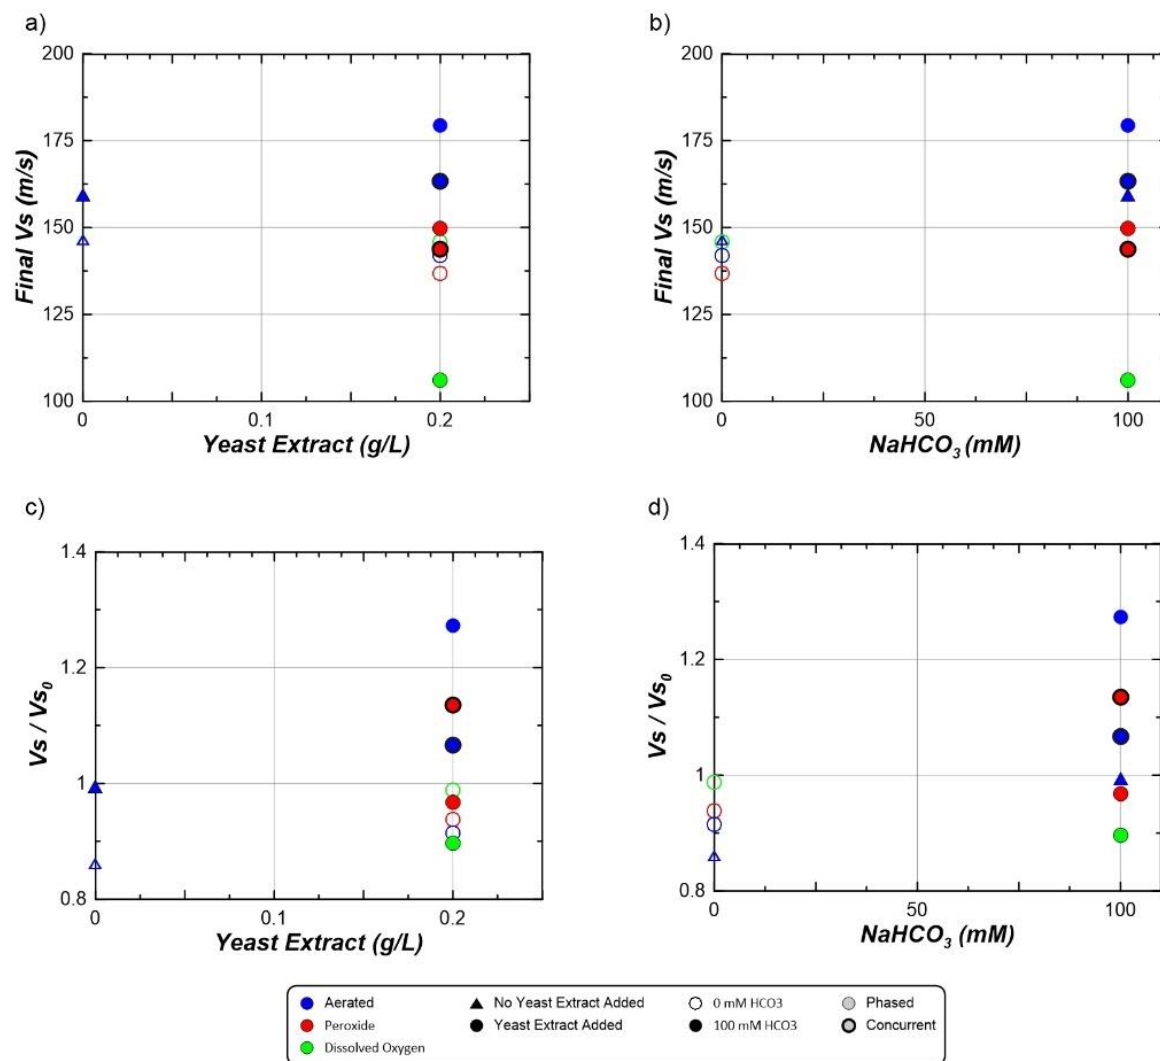 a)
200
175
150
125
100
Final Vs (m/s)
0
0.1
0.2
Yeast Extract (g/L)
b)
200
175
150
125
100
Final Vs (m/s)
0
50
100
NaHCO₃ (mM)
c)
1.4
1.2
1
0.8
Vs / Vs₀
0
0.1
0.2
Yeast Extract (g/L)
d)
1.4
1.2
1
0.8
Vs / Vs₀
0
50
100
NaHCO₃ (mM)
Aerated
No Yeast Extract Added
0 mM HCO3
Phased
Peroxide
Yeast Extract Added
100 mM HCO3
Concurrent
Dissolved Oxygen